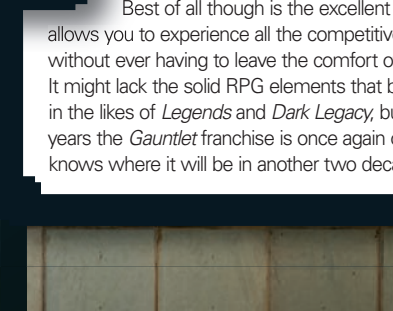 Best of all though is the excellent
allows you to experience all the competitive
without ever having to leave the comfort o
It might lack the solid RPG elements that b
in the likes of Legends and Dark Legacy, bu
years the Gauntlet franchise is once again
knows where it will be in another two deca